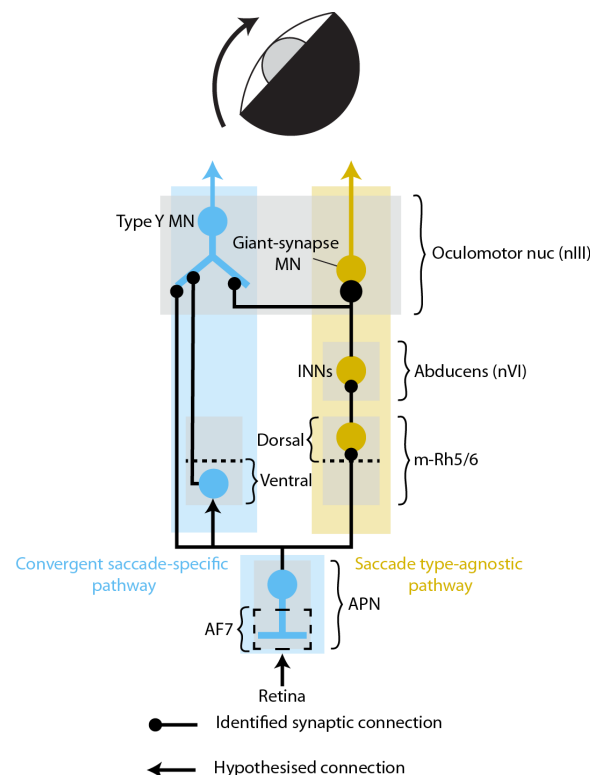 Type Y MN
Giant-synapse
MN
Oculomotor nuc (nIII)
INNs
Abducens (nVI)
Dorsal
m-Rh5/6
Ventral
Convergent saccade-specific
pathway
Saccade type-agnostic
pathway
APN
AF7
Retina
Identified synaptic connection
Hypothesised connection